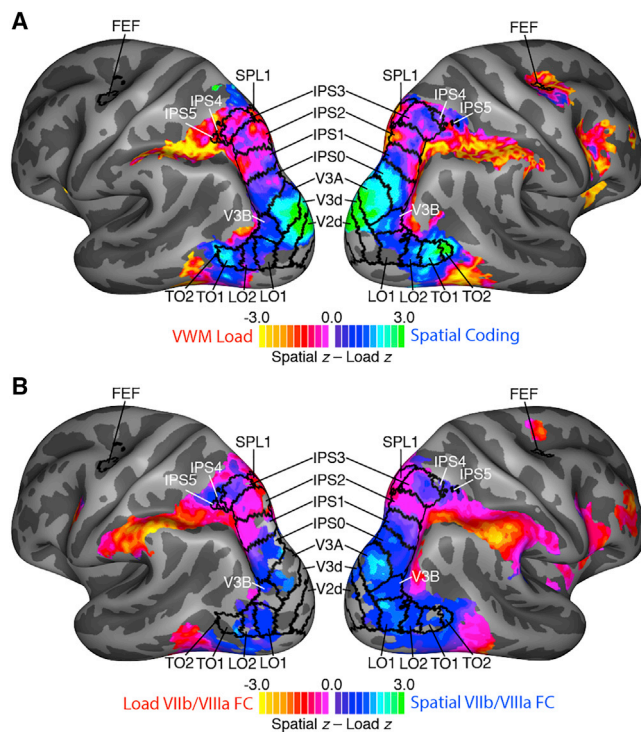 A
FEF
SPL1
IPS4
IPS5
IPS3
IPS2
IPS1
IPS0
V3A
V3d
V2d
V3B
TO2
TO1
LO2
LO1
SPL1
IPS4
IPS5
FEF
V3B
LO1
LO2
TO1
TO2
VWM Load
-3.0
0.0
3.0
Spatial Coding
Spatial z – Load z
B
FEF
SPL1
IPS4
IPS5
IPS3
IPS2
IPS1
IPS0
V3A
V3d
V2d
V3B
TO2
TO1
LO2
LO1
SPL1
IPS4
IPS5
FEF
V3B
LO1
LO2
TO1
TO2
Load VIIb/VIIIa FC
-3.0
0.0
3.0
Spatial VIIb/VIIIa FC
Spatial z – Load z